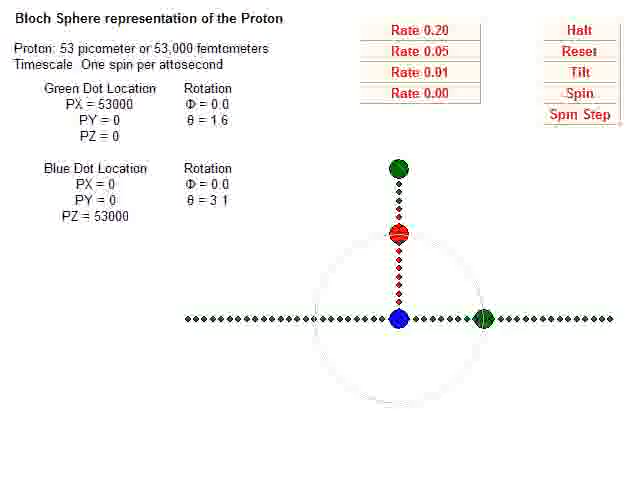 Bloch Sphere representation of the Proton
Proton: 53 picometer or 53,000 femtometers
Timescale One spin per attosecond
Green Dot Location Rotation
PX = 53000 Φ = 0.0
PY = 0 θ = 1.6
PZ = 0
Blue Dot Location Rotation
PX = 0 Φ = 0.0
PY = 0 θ = 3.1
PZ = 53000
Rate 0.20
Rate 0.05
Rate 0.01
Rate 0.00
Halt
Reset
Tilt
Spin
Spin Step